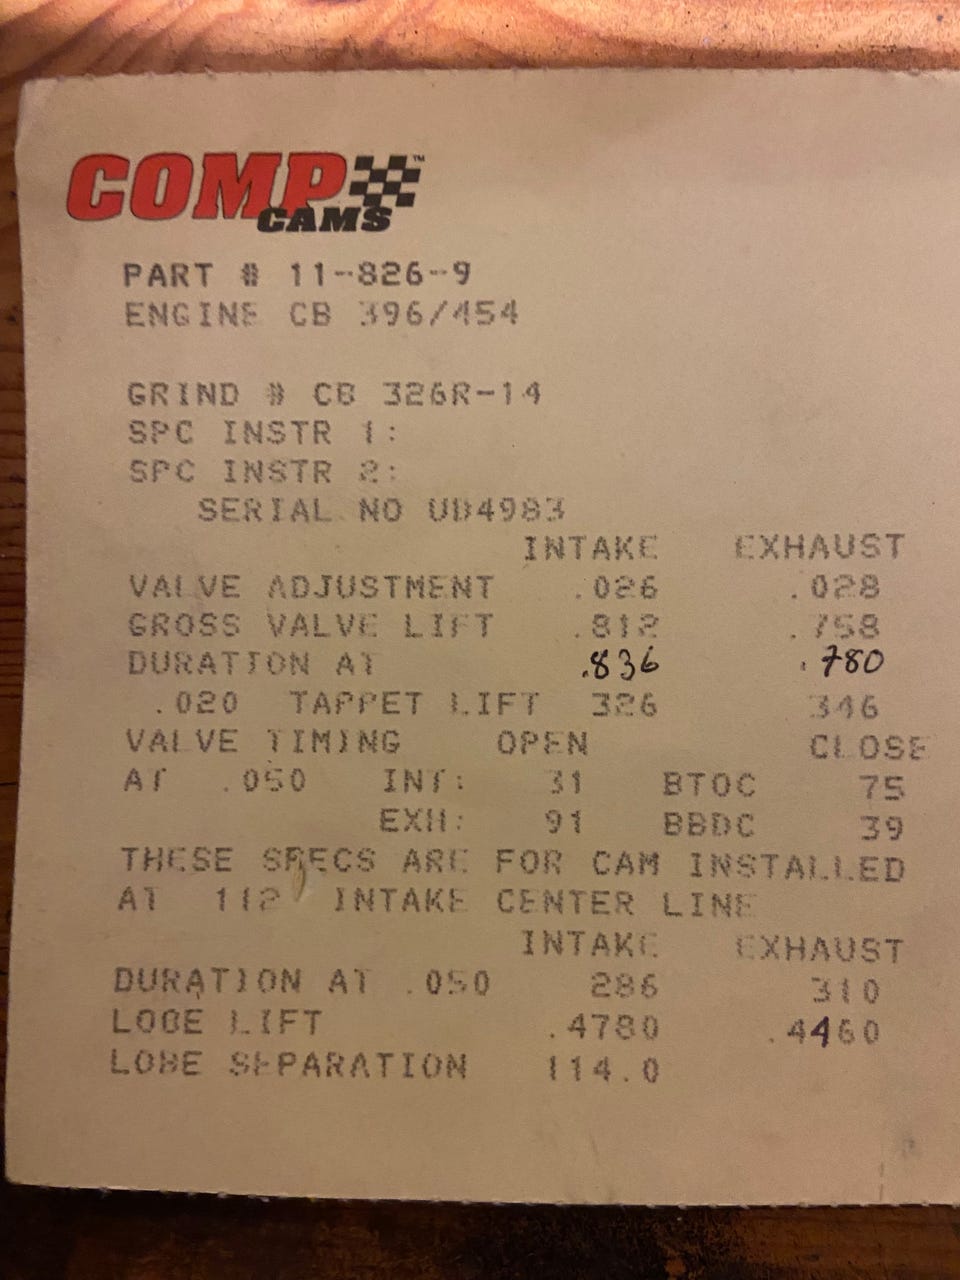 COMP
CAMS™
PART # 11-826-9
ENGINE CB 396/454
GRIND # CB 326R-14
SPC INSTR 1:
SPC INSTR 2:
SERIAL NO UD4983
INTAKE EXHAUST
VALVE ADJUSTMENT .026 .028
GROSS VALVE LIFT .812 .758
DURATION AT .836 .780
.020 TAPPET LIFT 326 346
VALVE TIMING OPEN CLOSE
AT .050 INT: 31 BTDC 75
EXH: 91 BBDC 39
THESE SPECS ARE FOR CAM INSTALLED
AT 112 INTAKE CENTER LINE
INTAKE EXHAUST
DURATION AT .050 286 310
LOBE LIFT .4780 .4460
LOBE SEPARATION 114.0